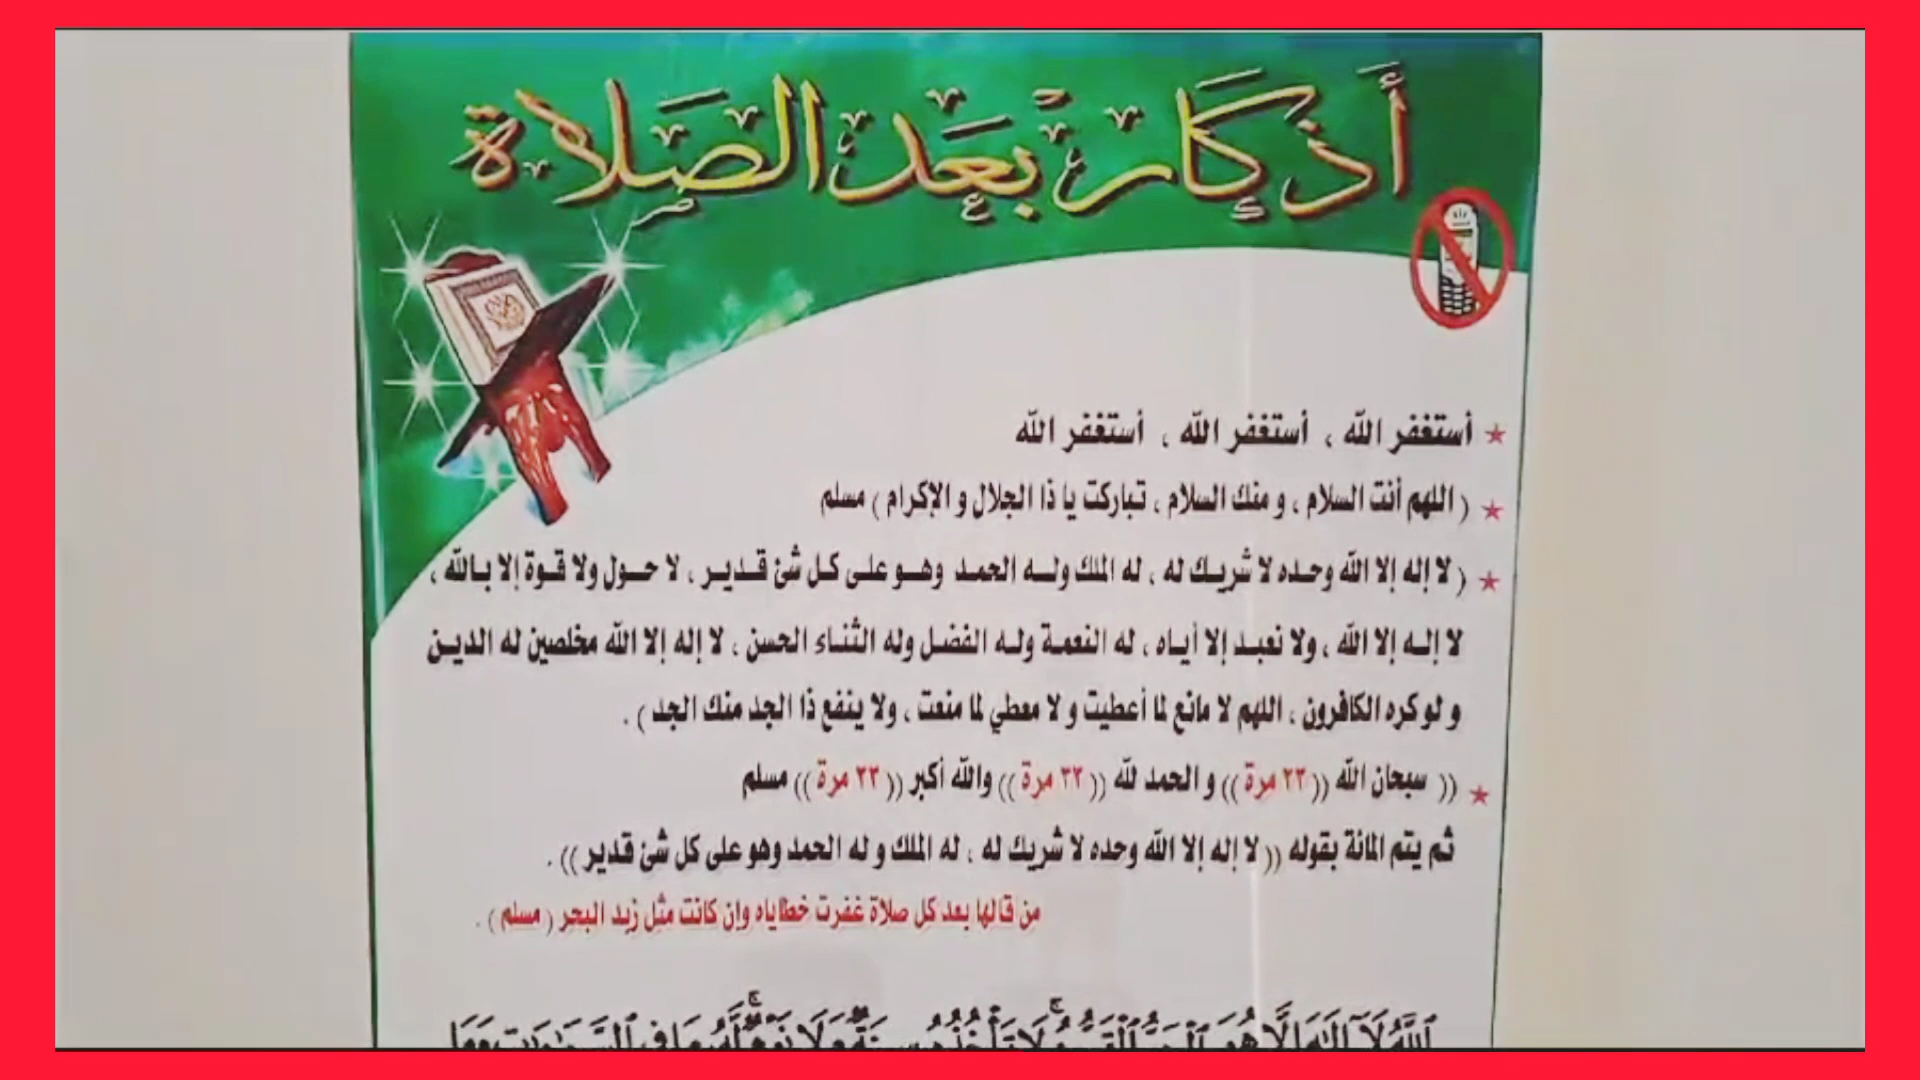 أذكار بعد الصلاة
أستغفر الله ، أستغفر الله ، أستغفر الله
( اللهم أنت السلام ، و منك السلام ، تباركت يا ذا الجلال و الإكرام ) مسلم
( لا إله إلا الله وحده لا شريك له ، له الملك وله الحمد وهو على كل شئ قدير ، لا حول ولا قوة إلا بالله ،
لا إله إلا الله ، ولا نعبد إلا أياه ، له النعمة وله الفضل وله الثناء الحسن ، لا إله إلا الله مخلصين له الدين
و لو كره الكافرون ، اللهم لا مانع لما أعطيت و لا معطي لما منعت ، ولا ينفع ذا الجد منك الجد ) .
(( سبحان الله (( ٣٣ مرة )) و الحمد لله (( ٣٣ مرة )) والله أكبر (( ٣٣ مرة )) مسلم
ثم يتم المائة بقوله (( لا إله إلا الله وحده لا شريك له ، له الملك و له الحمد وهو على كل شئ قدير )) .
من قالها بعد كل صلاة غفرت خطاياه وإن كانت مثل زبد البحر ( مسلم ) .
ٱللَّهُ لَآ إِلَٰهَ إِلَّا هُوَ ٱلْحَىُّ ٱلْقَيُّومُ ۚ لَا تَأْخُذُهُۥ سِنَةٌ وَلَا نَوْمٌ ۚ لَّهُۥ مَا فِى ٱلسَّمَٰوَٰتِ وَمَا